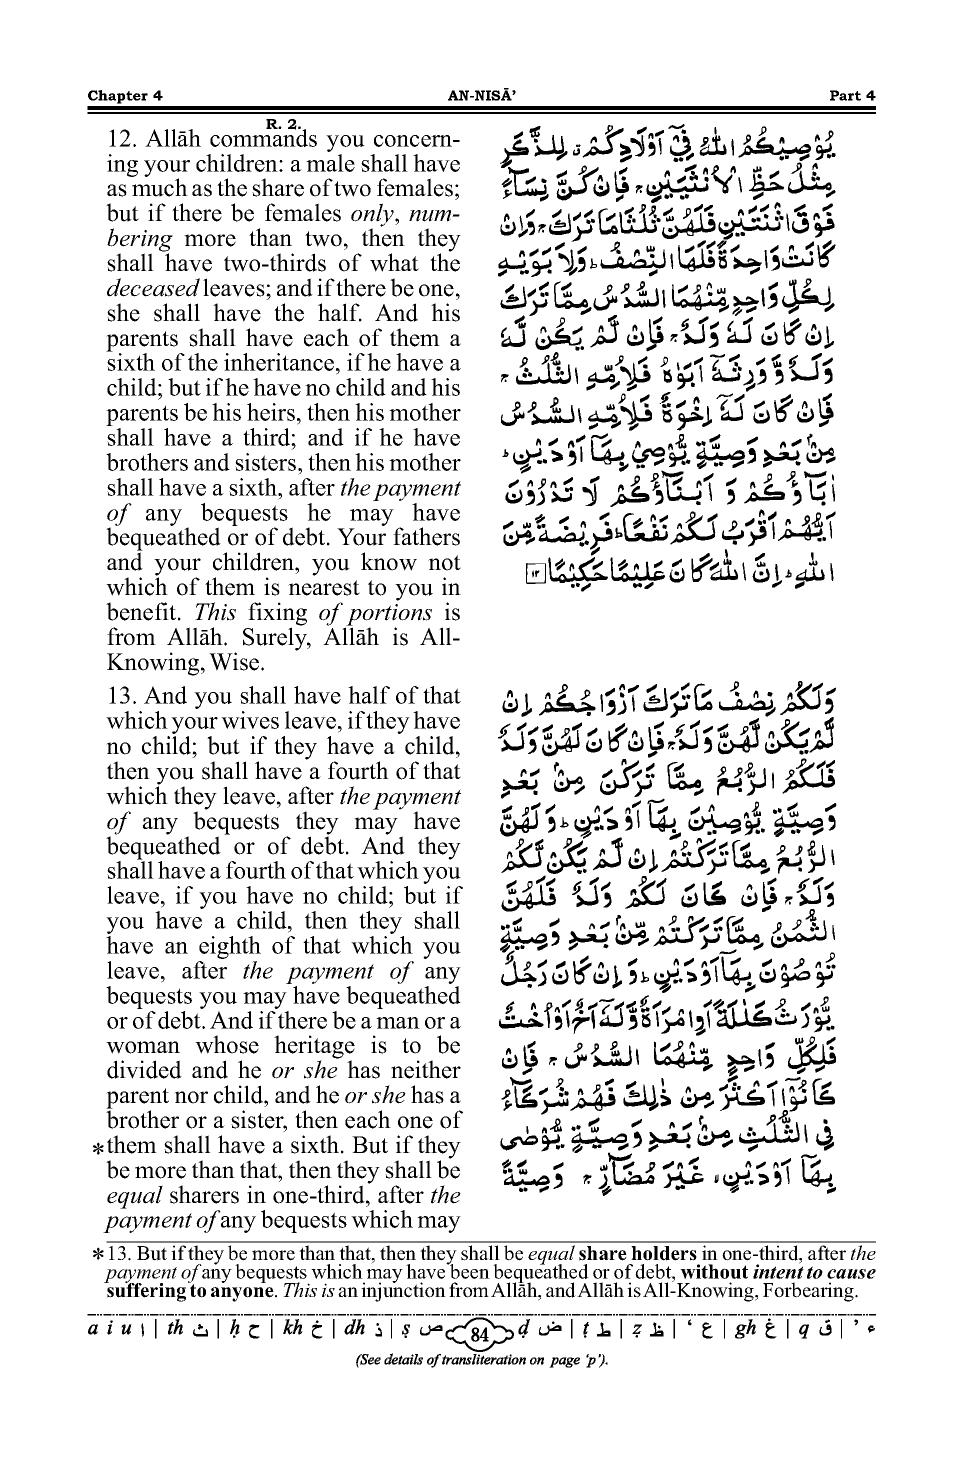 Chapter 4 AN-NISĀ’ Part 4
R. 2.
12. Allāh commands you concern-
ing your children: a male shall have
as much as the share of two females;
but if there be females only, num-
bering more than two, then they
shall have two-thirds of what the
deceased leaves; and if there be one,
she shall have the half. And his
parents shall have each of them a
sixth of the inheritance, if he have a
child; but if he have no child and his
parents be his heirs, then his mother
shall have a third; and if he have
brothers and sisters, then his mother
shall have a sixth, after the payment
of any bequests he may have
bequeathed or of debt. Your fathers
and your children, you know not
which of them is nearest to you in
benefit. This fixing of portions is
from Allāh. Surely, Allāh is All-
Knowing, Wise.
يُوْصِيْكُمُ اللّٰهُ فِيْۤ اَوْلَادِكُمْ ٭ لِلذَّكَرِ
مِثْلُ حَظِّ الْاُنْثَيَيْنِ ۚ فَاِنْ كُنَّ نِسَآءً
فَوْقَ اثْنَتَيْنِ فَلَهُنَّ ثُلُثَا مَا تَرَكَ ۚ وَاِنْ
كَانَتْ وَاحِدَةً فَلَهَا النِّصْفُ ؕ وَلِاَ بَوَيْهِ
لِكُلِّ وَاحِدٍ مِّنْهُمَا السُّدُسُ مِمَّا تَرَكَ
اِنْ كَانَ لَهٗ وَلَدٌ ۚ فَاِنْ لَّمْ يَكُنْ لَّهٗ
وَلَدٌ وَّ وَرِثَهٗۤ اَبَوٰهُ فَلِاُمِّهِ الثُّلُثُ ۚ
فَاِنْ كَانَ لَهٗۤ اِخْوَةٌ فَلِاُمِّهِ السُّدُسُ
مِنْۢ بَعْدِ وَصِيَّةٍ يُّوْصِيْ بِهَاۤ اَوْ دَيْنٍ ؕ
اٰبَآؤُكُمْ وَ اَبْنَآؤُكُمْ لَا تَدْرُوْنَ
اَيُّهُمْ اَقْرَبُ لَكُمْ نَفْعًا ؕ فَرِيْضَةً مِّنَ
اللّٰهِ ؕ اِنَّ اللّٰهَ كَانَ عَلِيْمًا حَكِيْمًا ۱۲
13. And you shall have half of that
which your wives leave, if they have
no child; but if they have a child,
then you shall have a fourth of that
which they leave, after the payment
of any bequests they may have
bequeathed or of debt. And they
shall have a fourth of that which you
leave, if you have no child; but if
you have a child, then they shall
have an eighth of that which you
leave, after the payment of any
bequests you may have bequeathed
or of debt. And if there be a man or a
woman whose heritage is to be
divided and he or she has neither
parent nor child, and he or she has a
brother or a sister, then each one of
*them shall have a sixth. But if they
be more than that, then they shall be
equal sharers in one-third, after the
payment of any bequests which may
وَلَكُمْ نِصْفُ مَا تَرَكَ اَزْوَاجُكُمْ اِنْ
لَّمْ يَكُنْ لَّهُنَّ وَلَدٌ ۚ فَاِنْ كَانَ لَهُنَّ وَلَدٌ
فَلَكُمُ الرُّبُعُ مِمَّا تَرَكْنَ مِنْۢ بَعْدِ
وَصِيَّةٍ يُّوْصِيْنَ بِهَاۤ اَوْ دَيْنٍ ؕ وَ لَهُنَّ
الرُّبُعُ مِمَّا تَرَكْتُمْ اِنْ لَّمْ يَكُنْ لَّكُمْ
وَلَدٌ ۚ فَاِنْ كَانَ لَكُمْ وَلَدٌ فَلَهُنَّ
الثُّمُنُ مِمَّا تَرَكْتُمْ مِّنْۢ بَعْدِ وَصِيَّةٍ
تُوْصُوْنَ بِهَاۤ اَوْ دَيْنٍ ؕ وَ اِنْ كَانَ رَجُلٌ
يُّوْرَثُ كَلٰلَةً اَوِ امْرَاَةٌ وَّ لَهٗۤ اَخٌ اَوْ اُخْتٌ
فَلِكُلِّ وَاحِدٍ مِّنْهُمَا السُّدُسُ ۚ فَاِنْ
كَانُوْۤا اَكْثَرَ مِنْ ذٰلِكَ فَهُمْ شُرَكَآءُ
فِي الثُّلُثِ مِنْۢ بَعْدِ وَصِيَّةٍ يُّوْصٰى
بِهَاۤ اَوْ دَيْنٍ ۙ غَيْرَ مُضَآرٍّ ۚ وَصِيَّةً
*13. But if they be more than that, then they shall be equal share holders in one-third, after the
payment of any bequests which may have been bequeathed or of debt, without intent to cause
suffering to anyone. This is an injunction from Allāh, and Allāh is All-Knowing, Forbearing.
a i u ا | th ث | ḥ ح | kh خ | dh ذ | ṣ ص 84 ḍ ض | ṭ ط | ẓ ظ | ‘ ع | gh غ | q ق | ’ ء
(See details of transliteration on page ‘p’).